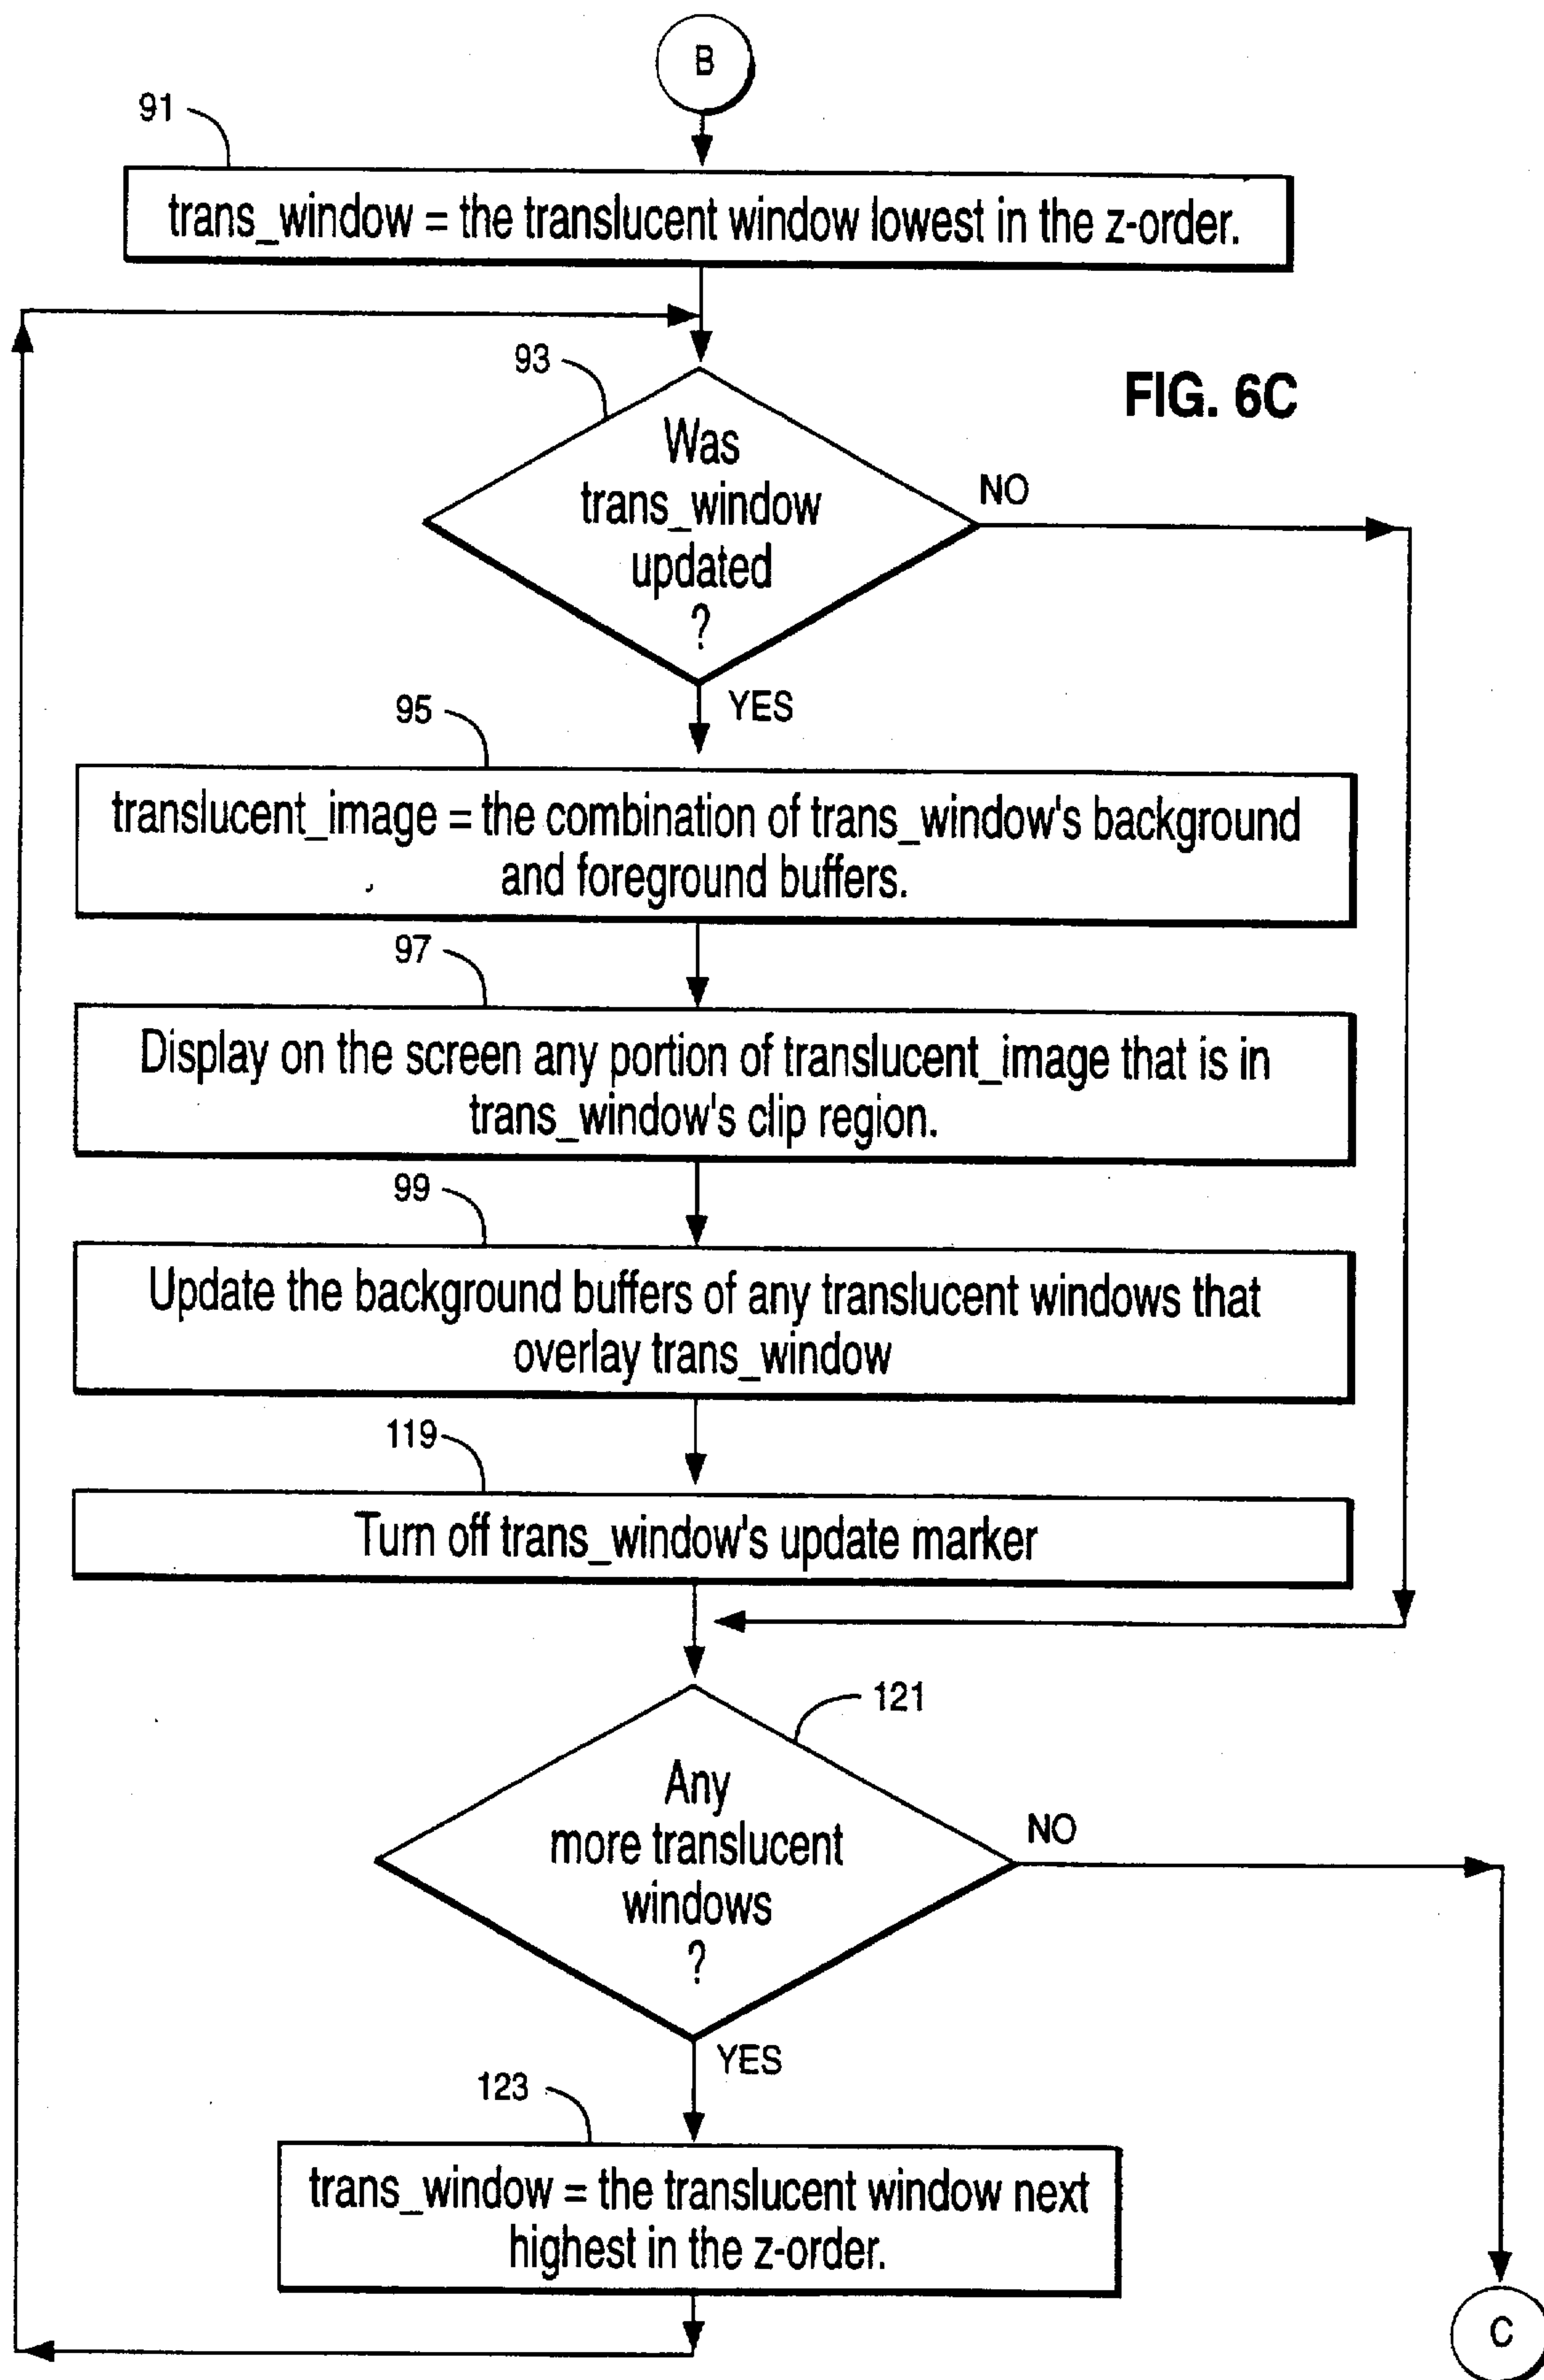 B
91
trans_window = the translucent window lowest in the z-order.
93
FIG. 6C
Was
trans_window
updated
?
NO
YES
95
translucent_image = the combination of trans_window's background
and foreground buffers.
97
Display on the screen any portion of translucent_image that is in
trans_window's clip region.
99
Update the background buffers of any translucent windows that
overlay trans_window
119
Turn off trans_window's update marker
121
Any
more translucent
windows
?
NO
YES
123
trans_window = the translucent window next
highest in the z-order.
C